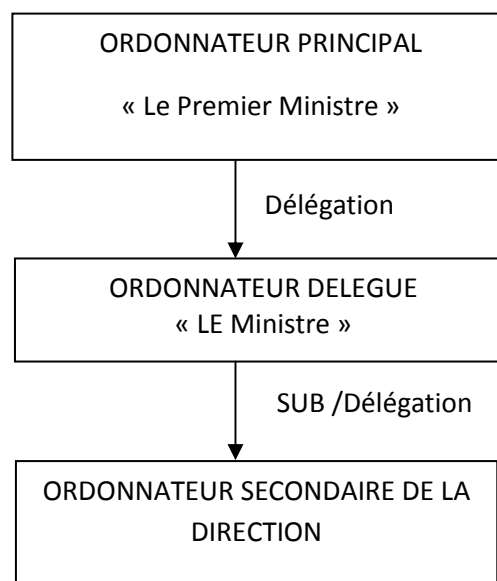 ORDONNATEUR PRINCIPAL
« Le Premier Ministre »
Délégation
ORDONNATEUR DELEGUE
« LE Ministre »
SUB /Délégation
ORDONNATEUR SECONDAIRE DE LA
DIRECTION